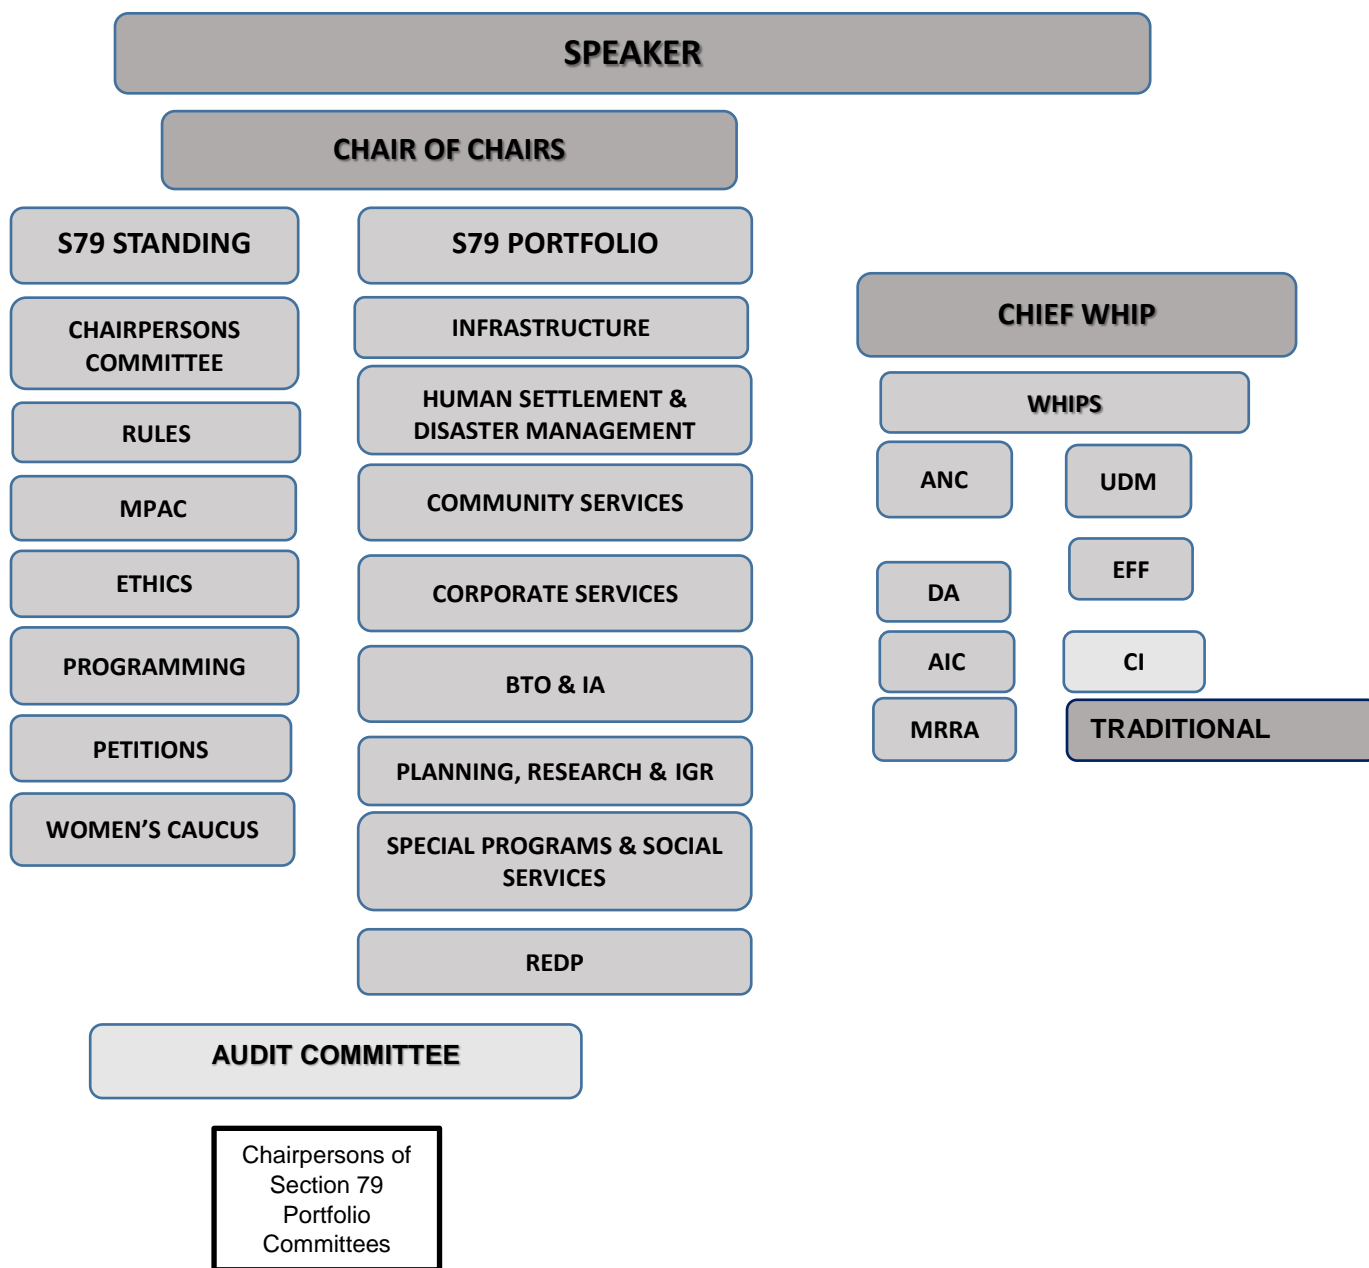 SPEAKER
CHAIR OF CHAIRS
S79 STANDING
CHAIRPERSONS
COMMITTEE
RULES
MPAC
ETHICS
PROGRAMMING
PETITIONS
WOMEN’S CAUCUS
S79 PORTFOLIO
INFRASTRUCTURE
HUMAN SETTLEMENT &
DISASTER MANAGEMENT
COMMUNITY SERVICES
CORPORATE SERVICES
BTO & IA
PLANNING, RESEARCH & IGR
SPECIAL PROGRAMS & SOCIAL
SERVICES
REDP
CHIEF WHIP
WHIPS
ANC
UDM
DA
EFF
AIC
CI
MRRA
TRADITIONAL
AUDIT COMMITTEE
Chairpersons of
Section 79
Portfolio
Committees